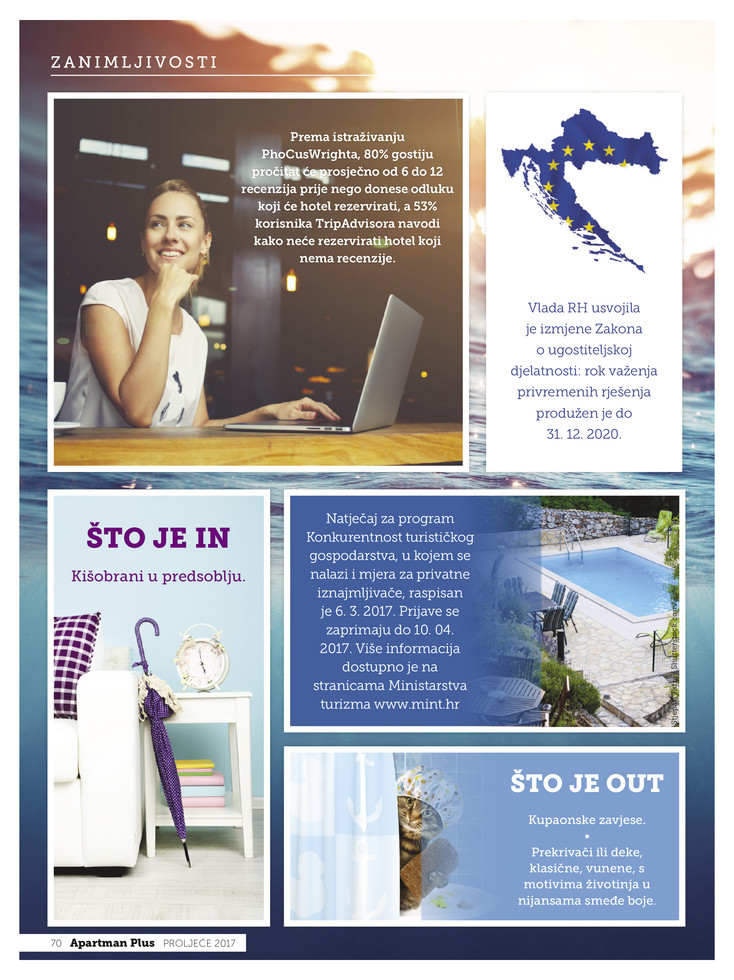 ZANIMLJIVOSTI
Prema istraživanju
PhoCusWrighta, 80% gostiju
pročitat će prosječno od 6 do 12
recenzija prije nego donese odluku
koji će hotel rezervirati, a 53%
korisnika TripAdvisora navodi
kako neće rezervirati hotel koji
nema recenzije.
Vlada RH usvojila
je izmjene Zakona
o ugostiteljskoj
djelatnosti: rok važenja
privremenih rješenja
produžen je do
31. 12. 2020.
ŠTO JE IN
Kišobrani u predsoblju.
Natječaj za program
Konkurentnost turističkog
gospodarstva, u kojem se
nalazi i mjera za privatne
iznajmljivače, raspisan
je 6. 3. 2017. Prijave se
zaprimaju do 10. 04.
2017. Više informacija
dostupno je na
stranicama Ministarstva
turizma www.mint.hr
Shutterstock.com
ŠTO JE OUT
Kupaonske zavjese.
•
Prekrivači ili deke,
klasične, vunene, s
motivima životinja u
nijansama smeđe boje.
70 Apartman Plus PROLJEĆE 2017